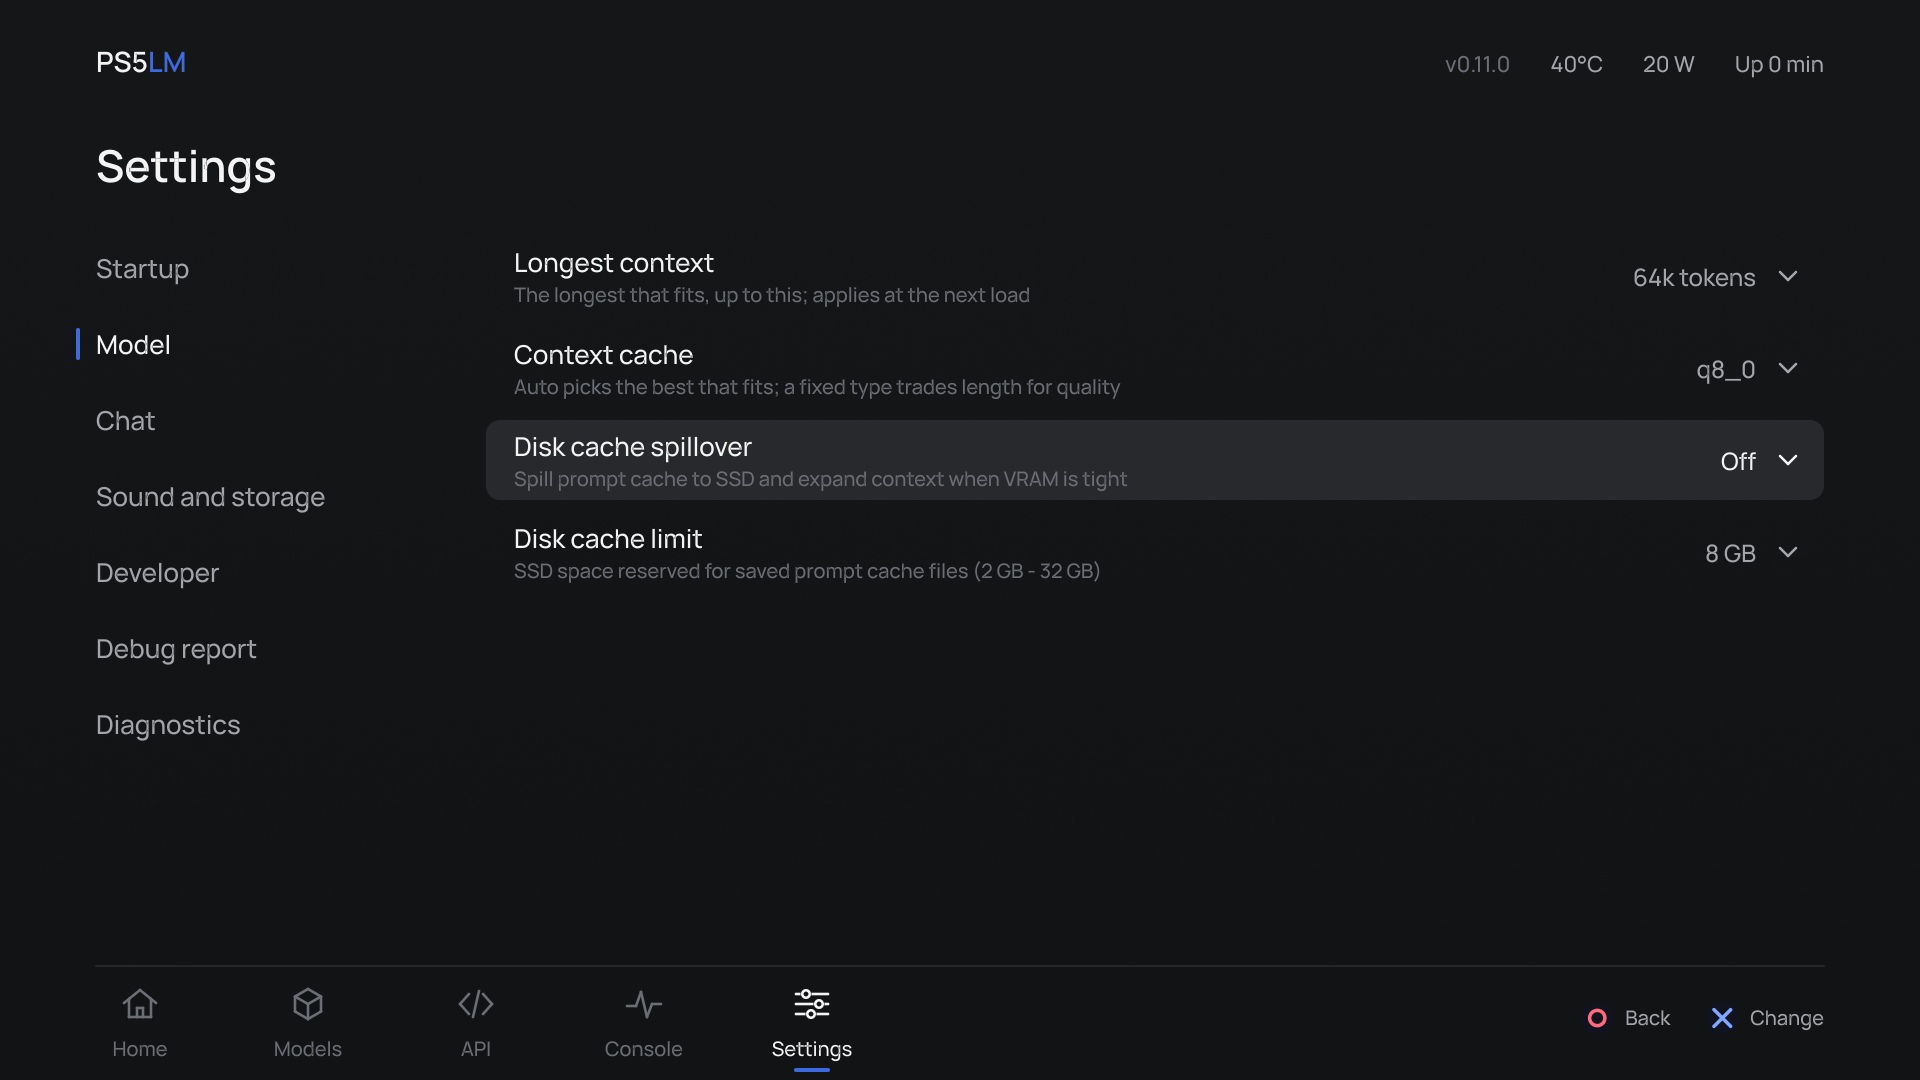 PS5LM
v0.11.0 40°C 20 W Up 0 min
Settings
Startup
Model
Chat
Sound and storage
Developer
Debug report
Diagnostics
Longest context
The longest that fits, up to this; applies at the next load
64k tokens
Context cache
Auto picks the best that fits; a fixed type trades length for quality
q8_0
Disk cache spillover
Spill prompt cache to SSD and expand context when VRAM is tight
Off
Disk cache limit
SSD space reserved for saved prompt cache files (2 GB - 32 GB)
8 GB
Home
Models
API
Console
Settings
Back
Change